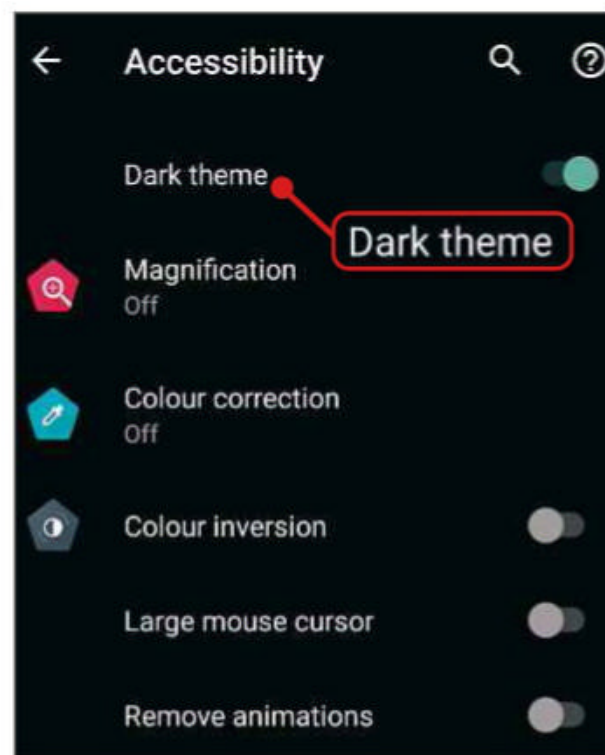 Accessibility
Dark theme
Dark theme
Magnification
Off
Colour correction
Off
Colour inversion
Large mouse cursor
Remove animations